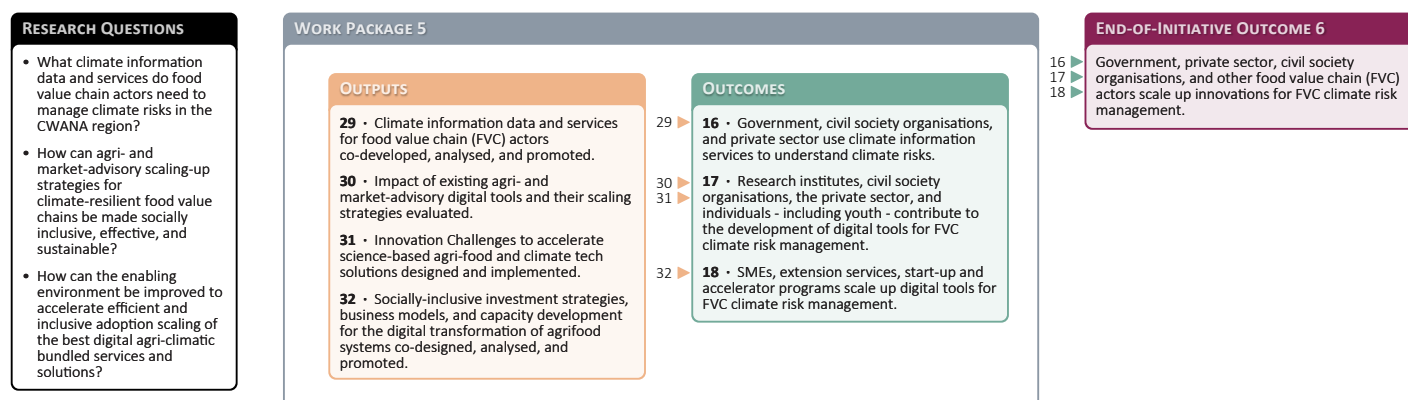 RESEARCH QUESTIONS
• What climate information
data and services do food
value chain actors need to
manage climate risks in the
CWANA region?
• How can agri- and
market-advisory scaling-up
strategies for
climate-resilient food value
chains be made socially
inclusive, effective, and
sustainable?
• How can the enabling
environment be improved to
accelerate efficient and
inclusive adoption scaling of
the best digital agri-climatic
bundled services and
solutions?
WORK PACKAGE 5
OUTPUTS
29 · Climate information data and services
for food value chain (FVC) actors
co-developed, analysed, and promoted.
30 · Impact of existing agri- and
market-advisory digital tools and their scaling
strategies evaluated.
31 · Innovation Challenges to accelerate
science-based agri-food and climate tech
solutions designed and implemented.
32 · Socially-inclusive investment strategies,
business models, and capacity development
for the digital transformation of agrifood
systems co-designed, analysed, and
promoted.
29
30
31
32
OUTCOMES
16 · Government, civil society organisations,
and private sector use climate information
services to understand climate risks.
17 · Research institutes, civil society
organisations, the private sector, and
individuals - including youth - contribute to
the development of digital tools for FVC
climate risk management.
18 · SMEs, extension services, start-up and
accelerator programs scale up digital tools for
FVC climate risk management.
16
17
18
END-OF-INITIATIVE OUTCOME 6
Government, private sector, civil society
organisations, and other food value chain (FVC)
actors scale up innovations for FVC climate risk
management.